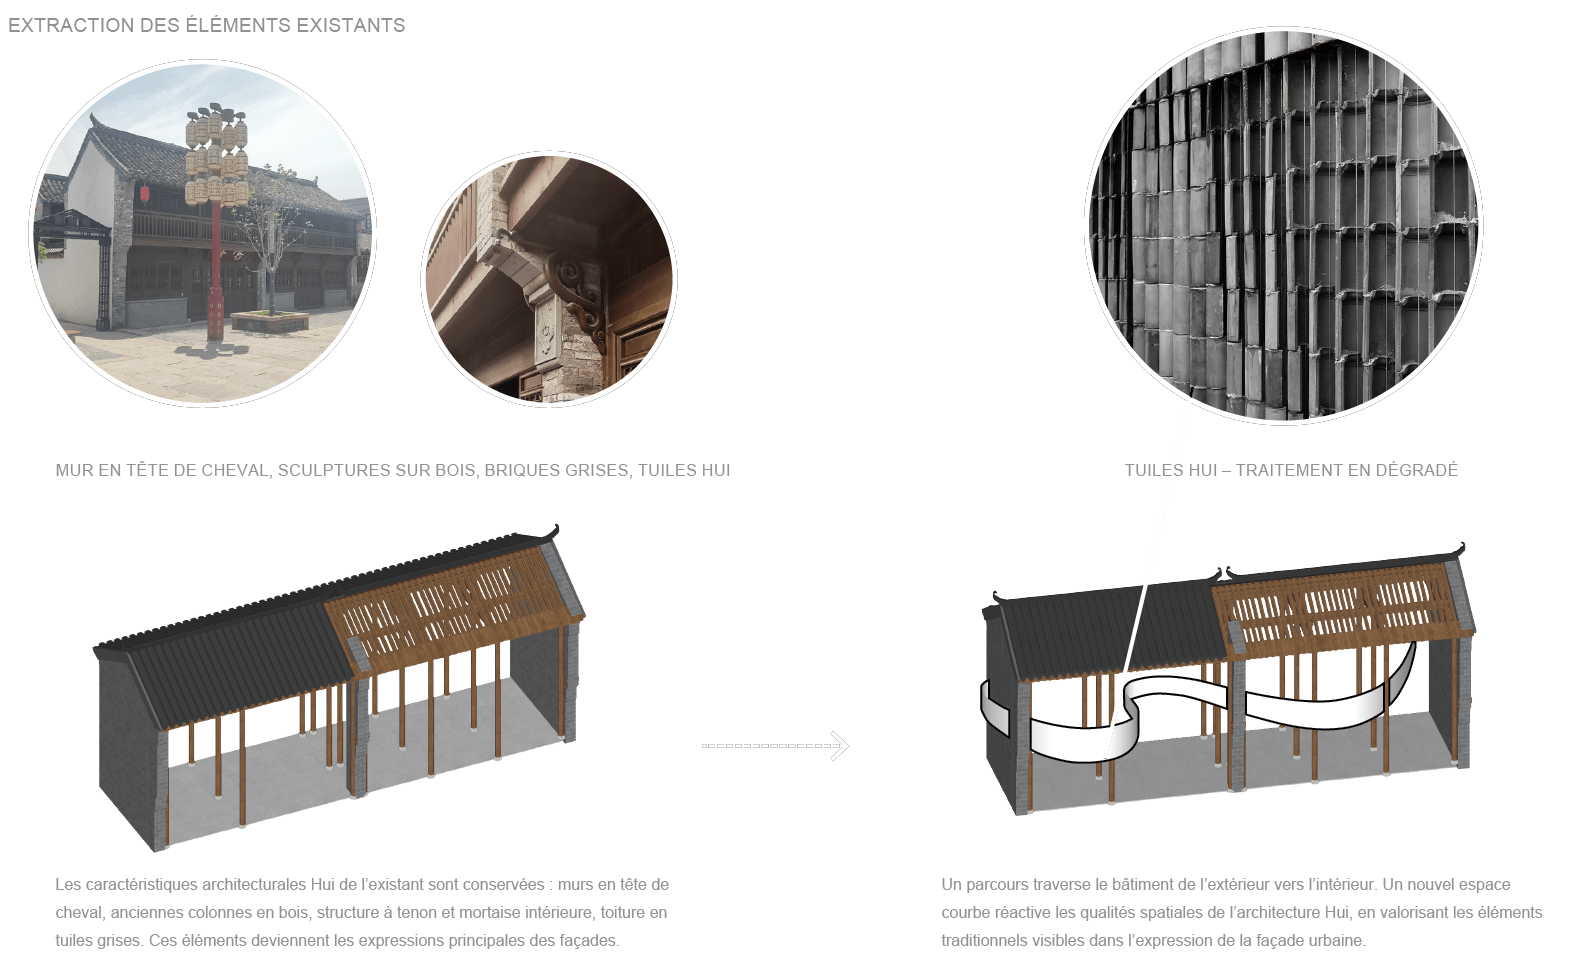 EXTRACTION DES ÉLÉMENTS EXISTANTS
MUR EN TÊTE DE CHEVAL, SCULPTURES SUR BOIS, BRIQUES GRISES, TUILES HUI
TUILES HUI – TRAITEMENT EN DÉGRADÉ
Les caractéristiques architecturales Hui de l’existant sont conservées : murs en tête de
cheval, anciennes colonnes en bois, structure à tenon et mortaise intérieure, toiture en
tuiles grises. Ces éléments deviennent les expressions principales des façades.
Un parcours traverse le bâtiment de l’extérieur vers l’intérieur. Un nouvel espace
courbe réactive les qualités spatiales de l’architecture Hui, en valorisant les éléments
traditionnels visibles dans l’expression de la façade urbaine.